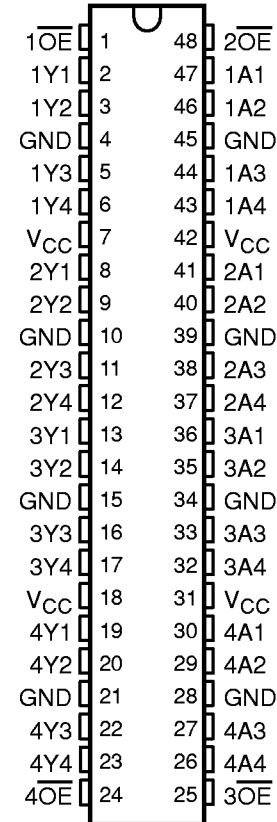 1OE 1 48 2OE
1Y1 2 47 1A1
1Y2 3 46 1A2
GND 4 45 GND
1Y3 5 44 1A3
1Y4 6 43 1A4
VCC 7 42 VCC
2Y1 8 41 2A1
2Y2 9 40 2A2
GND 10 39 GND
2Y3 11 38 2A3
2Y4 12 37 2A4
3Y1 13 36 3A1
3Y2 14 35 3A2
GND 15 34 GND
3Y3 16 33 3A3
3Y4 17 32 3A4
VCC 18 31 VCC
4Y1 19 30 4A1
4Y2 20 29 4A2
GND 21 28 GND
4Y3 22 27 4A3
4Y4 23 26 4A4
4OE 24 25 3OE